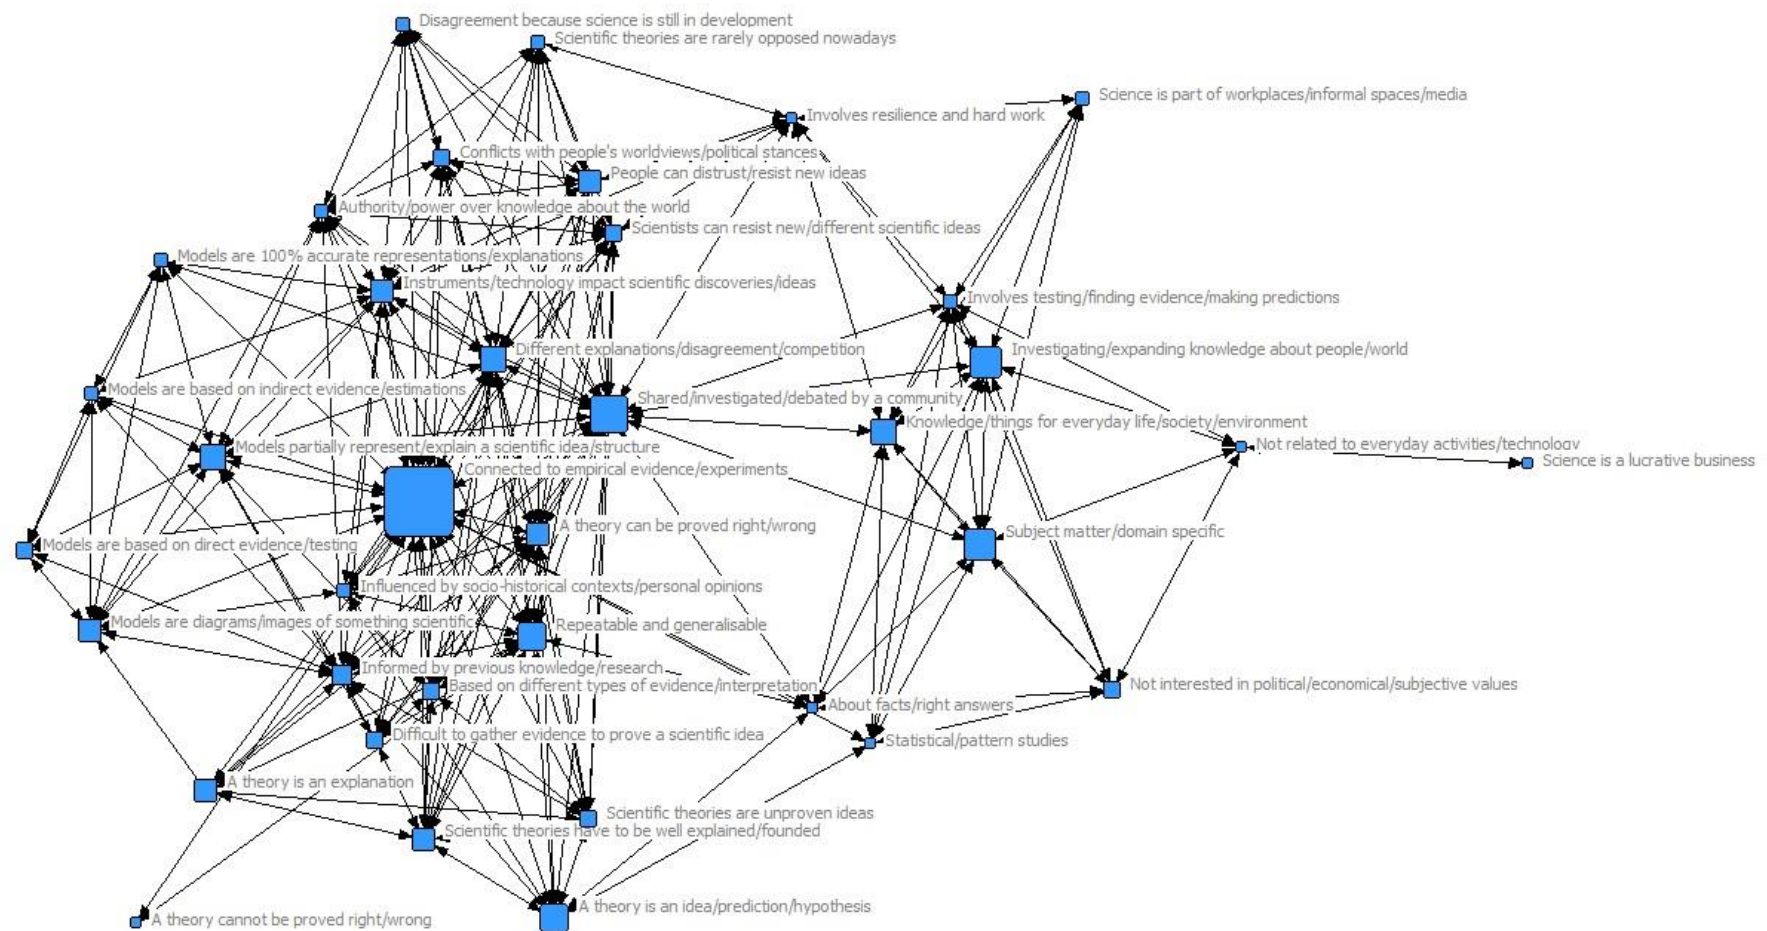 Disagreement because science is still in development
Scientific theories are rarely opposed nowadays
Science is part of workplaces/informal spaces/media
Involves resilience and hard work
Conflicts with people's worldviews/political stances
People can distrust/resist new ideas
Authority/power over knowledge about the world
Scientists can resist new/different scientific ideas
Models are 100% accurate representations/explanations
Instruments/technology impact scientific discoveries/ideas
Involves testing/finding evidence/making predictions
Different explanations/disagreement/competition
Investigating/expanding knowledge about people/world
Models are based on indirect evidence/estimations
Shared/investigated/debated by a community
Knowledge/things for everyday life/society/environment
Models partially represent/explain a scientific idea/structure
Not related to everyday activities/technology
Science is a lucrative business
Connected to empirical evidence/experiments
A theory can be proved right/wrong
Subject matter/domain specific
Models are based on direct evidence/testing
Influenced by socio-historical contexts/personal opinions
Models are diagrams/images of something scientific
Repeatable and generalisable
Informed by previous knowledge/research
Based on different types of evidence/interpretation
Not interested in political/economical/subjective values
About facts/right answers
Difficult to gather evidence to prove a scientific idea
Statistical/pattern studies
A theory is an explanation
Scientific theories are unproven ideas
Scientific theories have to be well explained/founded
A theory is an idea/prediction/hypothesis
A theory cannot be proved right/wrong